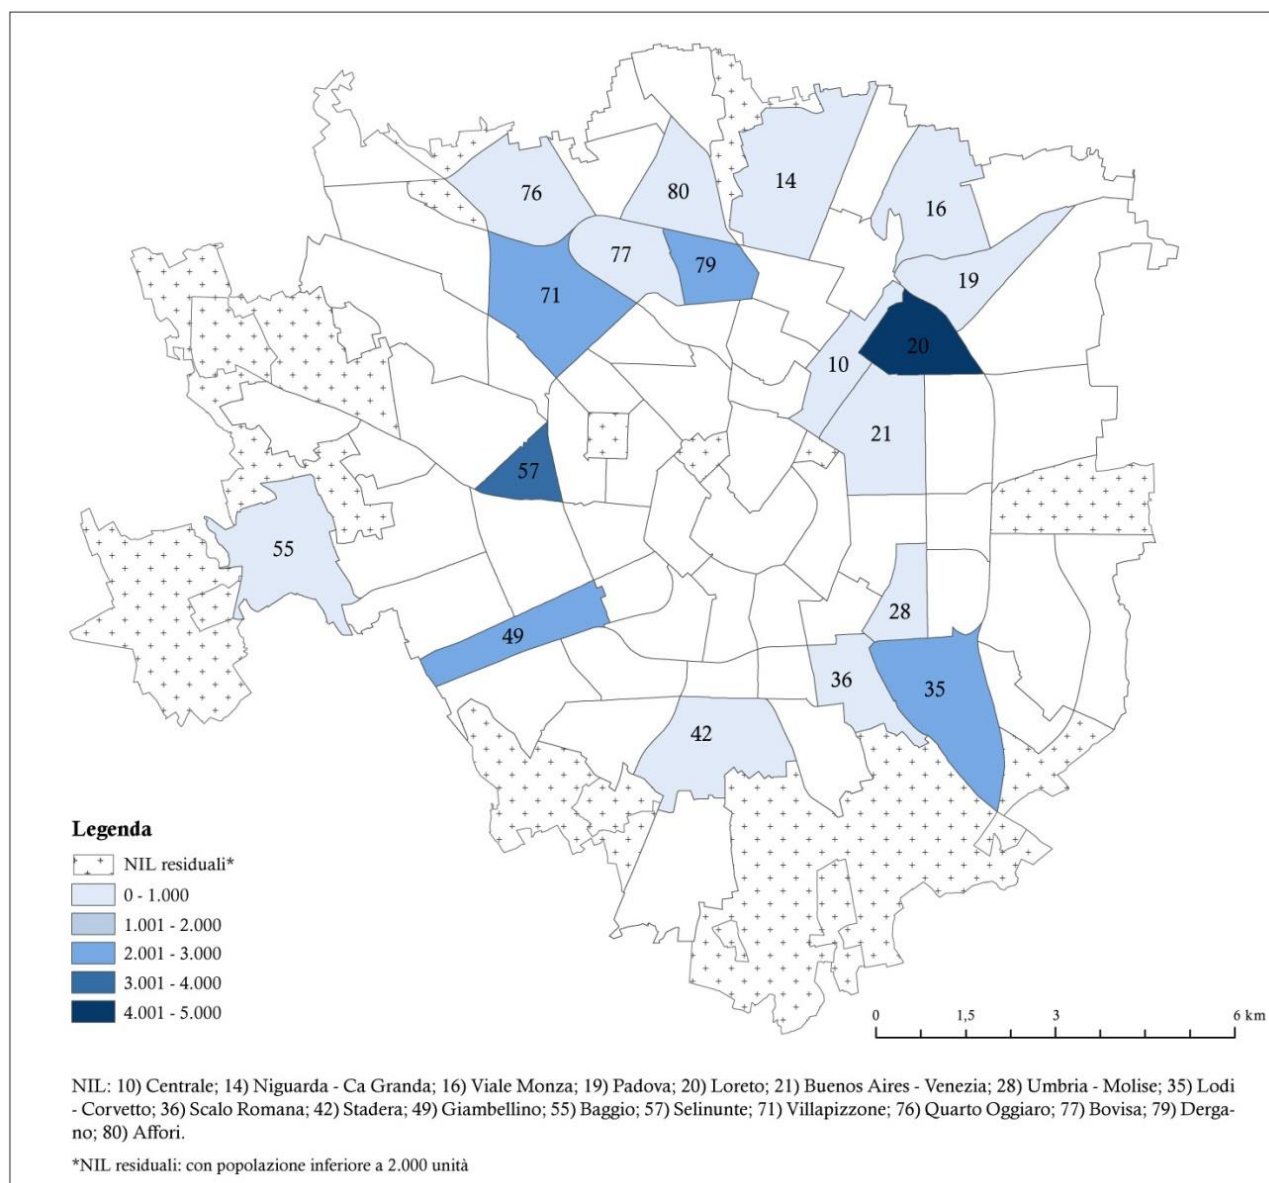 14
76
80
16
77
79
19
71
20
10
21
57
55
28
49
36
35
42
Legenda
NIL residuali*
0 - 1.000
1.001 - 2.000
2.001 - 3.000
3.001 - 4.000
4.001 - 5.000
0 1,5 3 6 km
NIL: 10) Centrale; 14) Niguarda - Ca Granda; 16) Viale Monza; 19) Padova; 20) Loreto; 21) Buenos Aires - Venezia; 28) Umbria - Molise; 35) Lodi
- Corvetto; 36) Scalo Romana; 42) Stadera; 49) Giambellino; 55) Baggio; 57) Selinunte; 71) Villapizzone; 76) Quarto Oggiaro; 77) Bovisa; 79) Derga-
no; 80) Affori.
*NIL residuali: con popolazione inferiore a 2.000 unità